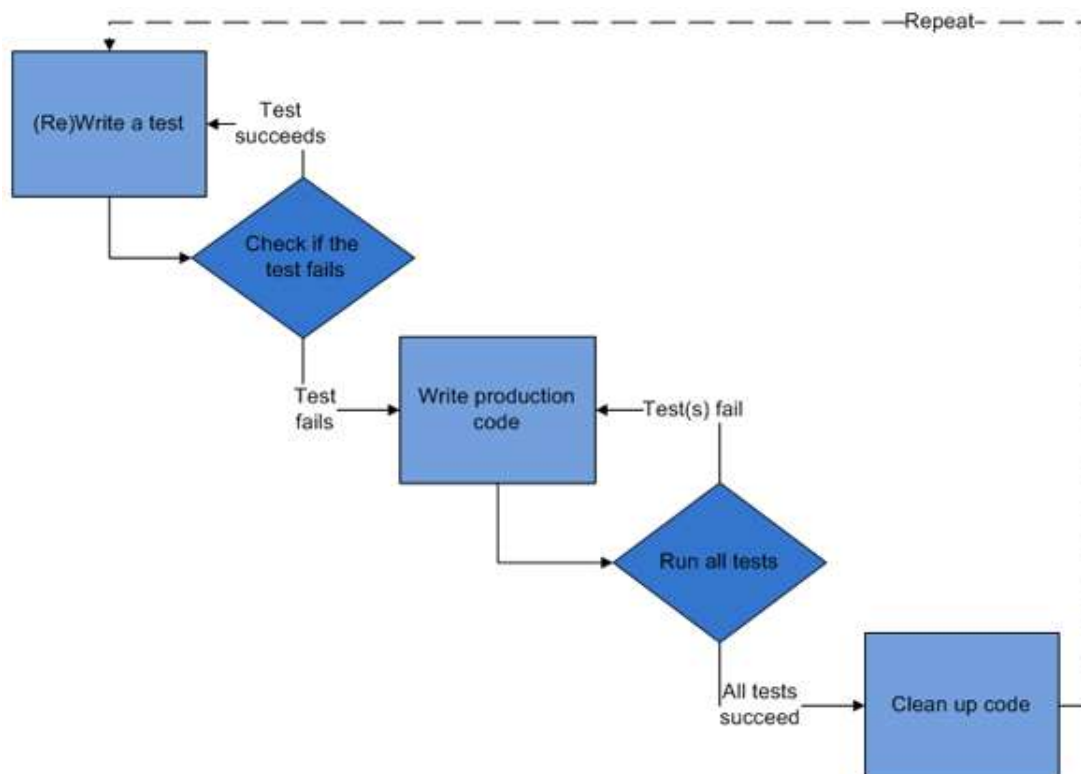 Repeat
(Re)Write a test
Test
succeeds
Check if the
test fails
Test
fails
Write production
code
Test(s) fail
Run all tests
All tests
succeed
Clean up code